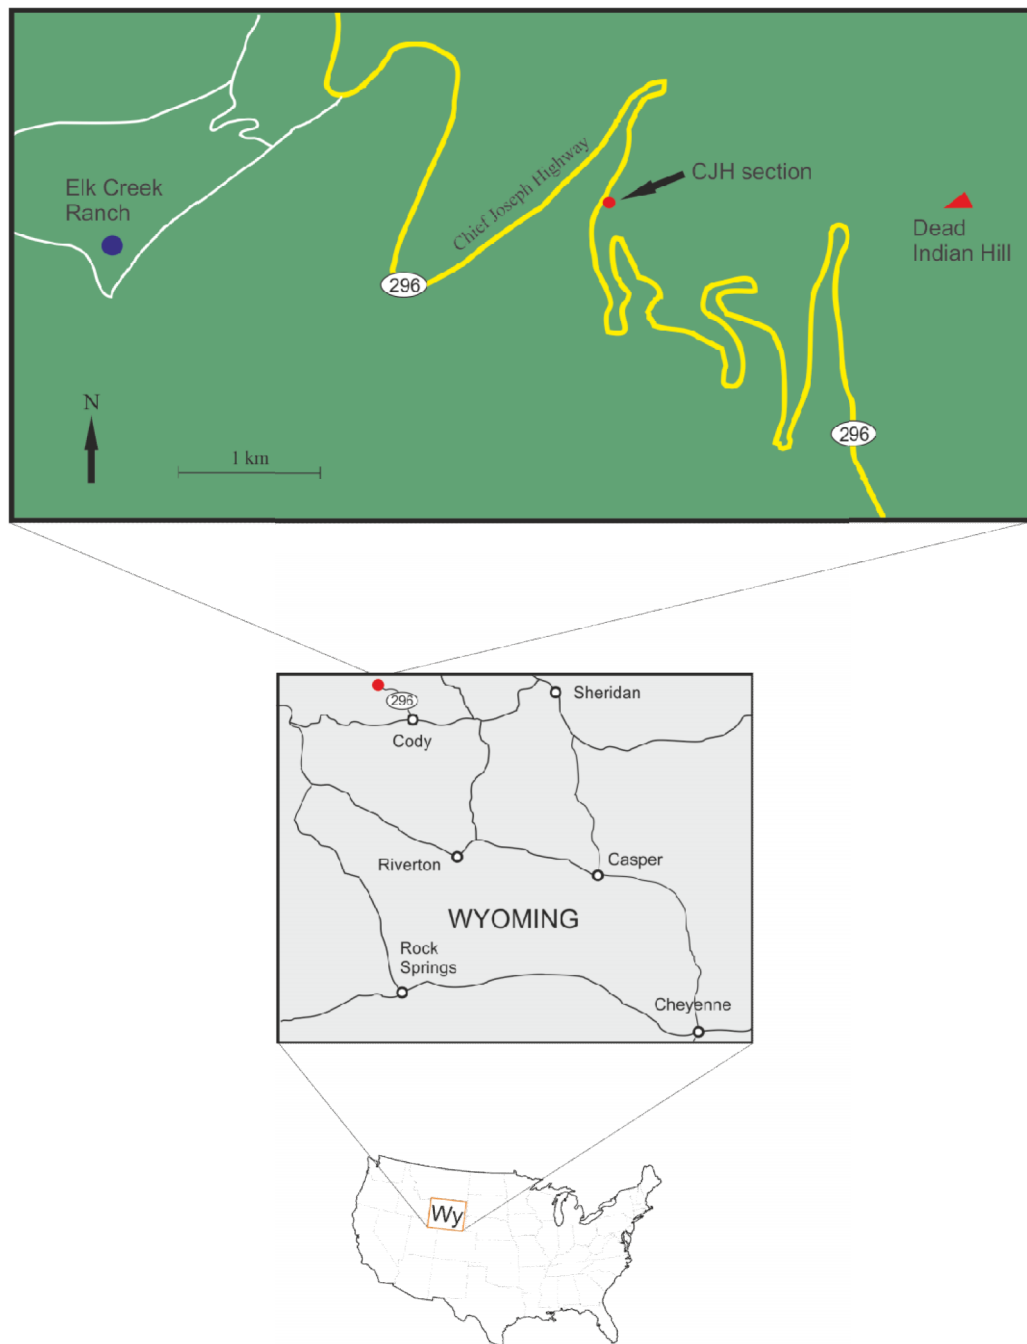 Elk Creek
Ranch
Chief Joseph Highway
CJH section
Dead
Indian Hill
296
296
N
1 km
296
Sheridan
Cody
Riverton
Casper
WYOMING
Rock
Springs
Cheyenne
Wy